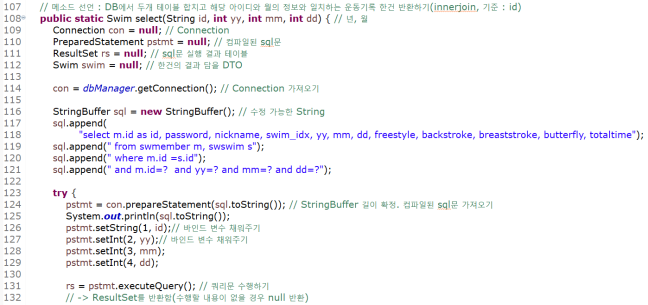 107 // 메소드 선언 : DB에서 두개 테이블 합치고 해당 아이디와 월의 정보와 일치하는 운동기록 한건 반환하기(innerjoin, 기준 : id)
108 public static Swim select(String id, int yy, int mm, int dd) { // 년, 월
109 Connection con = null; // Connection
110 PreparedStatement pstmt = null; // 컴파일된 sql문
111 ResultSet rs = null; // sql문 실행 결과 테이블
112 Swim swim = null; // 한건의 결과 담을 DTO
113
114 con = dbManager.getConnection(); // Connection 가져오기
115
116 StringBuffer sql = new StringBuffer(); // 수정 가능한 String
117 sql.append(
118 "select m.id as id, password, nickname, swim_idx, yy, mm, dd, freestyle, backstroke, breaststroke, butterfly, totaltime");
119 sql.append(" from swmember m, swswim s");
120 sql.append(" where m.id =s.id");
121 sql.append(" and m.id=?  and yy=? and mm=? and dd=?");
122
123 try {
124 pstmt = con.prepareStatement(sql.toString()); // StringBuffer 길이 확정. 컴파일된 sql문 가져오기
125 System.out.println(sql.toString());
126 pstmt.setString(1, id);// 바인드 변수 채워주기
127 pstmt.setInt(2, yy);// 바인드 변수 채워주기
128 pstmt.setInt(3, mm);
129 pstmt.setInt(4, dd);
130
131 rs = pstmt.executeQuery(); // 쿼리문 수행하기
132 // -> ResultSet를 반환함(수행할 내용이 없을 경우 null 반환)